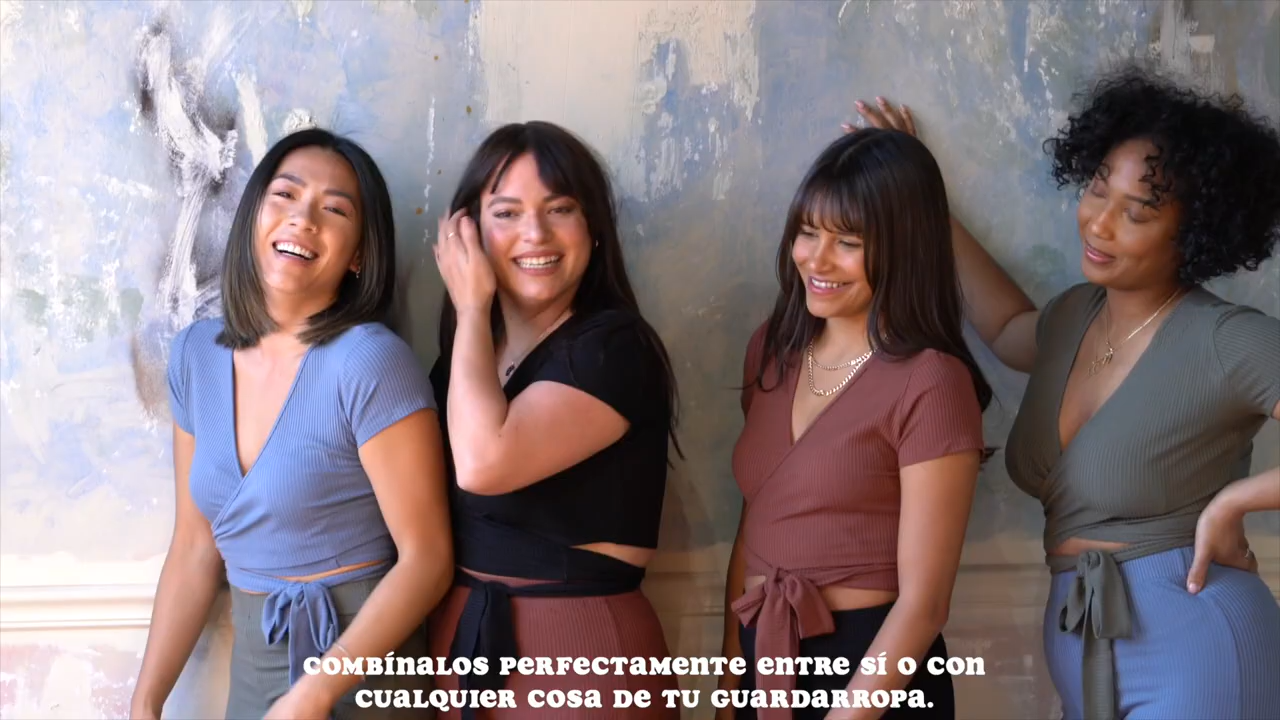 COMBÍNALOS PERFECTAMENTE ENTRE SÍ O CON
CUALQUIER COSA DE TU GUARDARROPA.